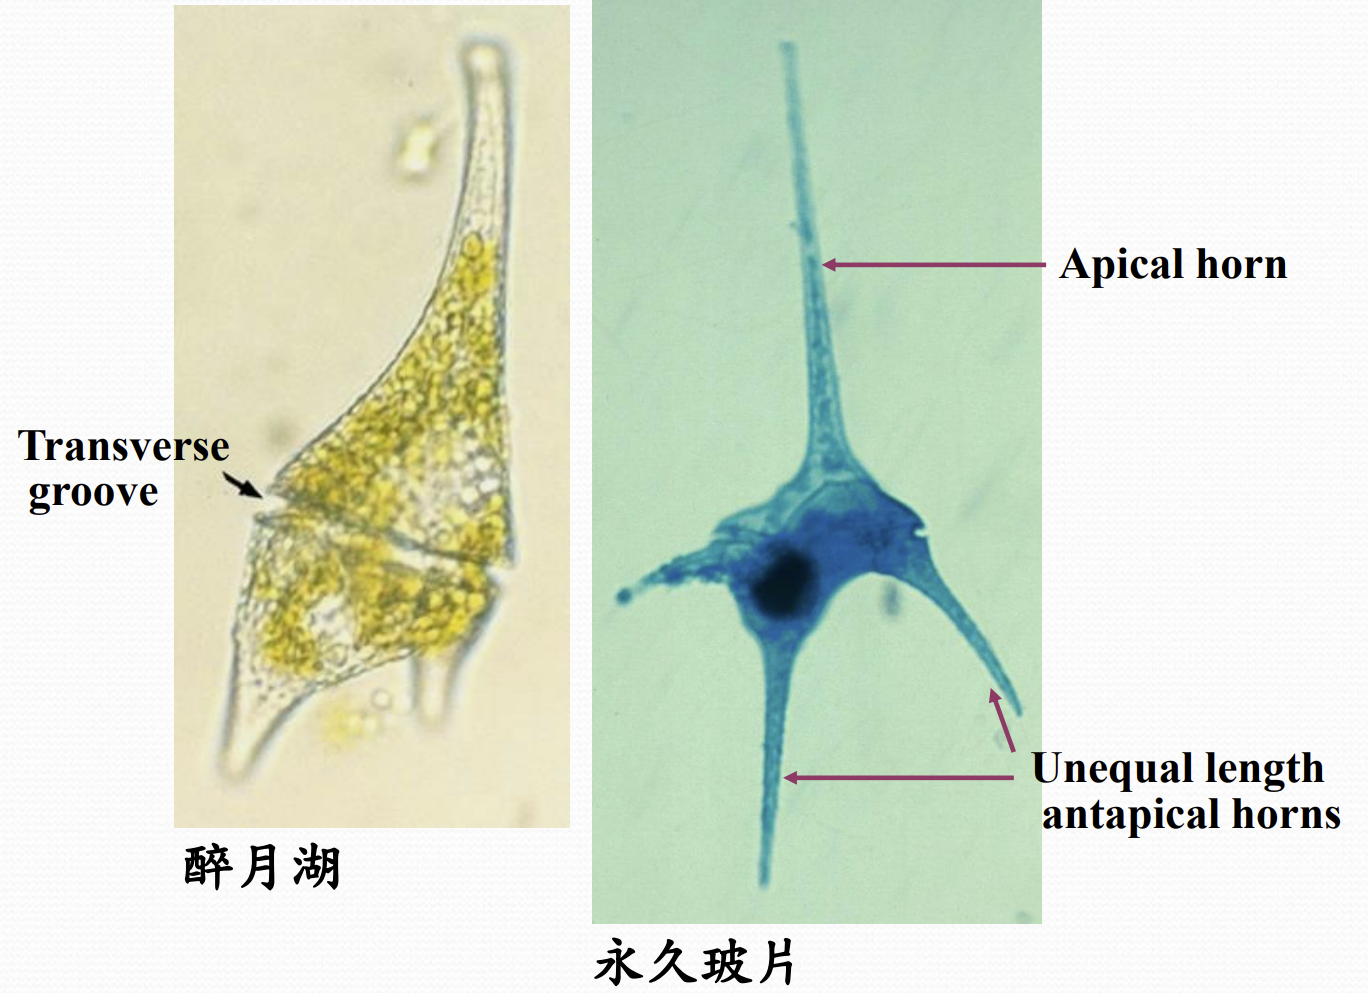 Apical horn
Transverse
groove
Unequal length
antapical horns
醉月湖
永久玻片